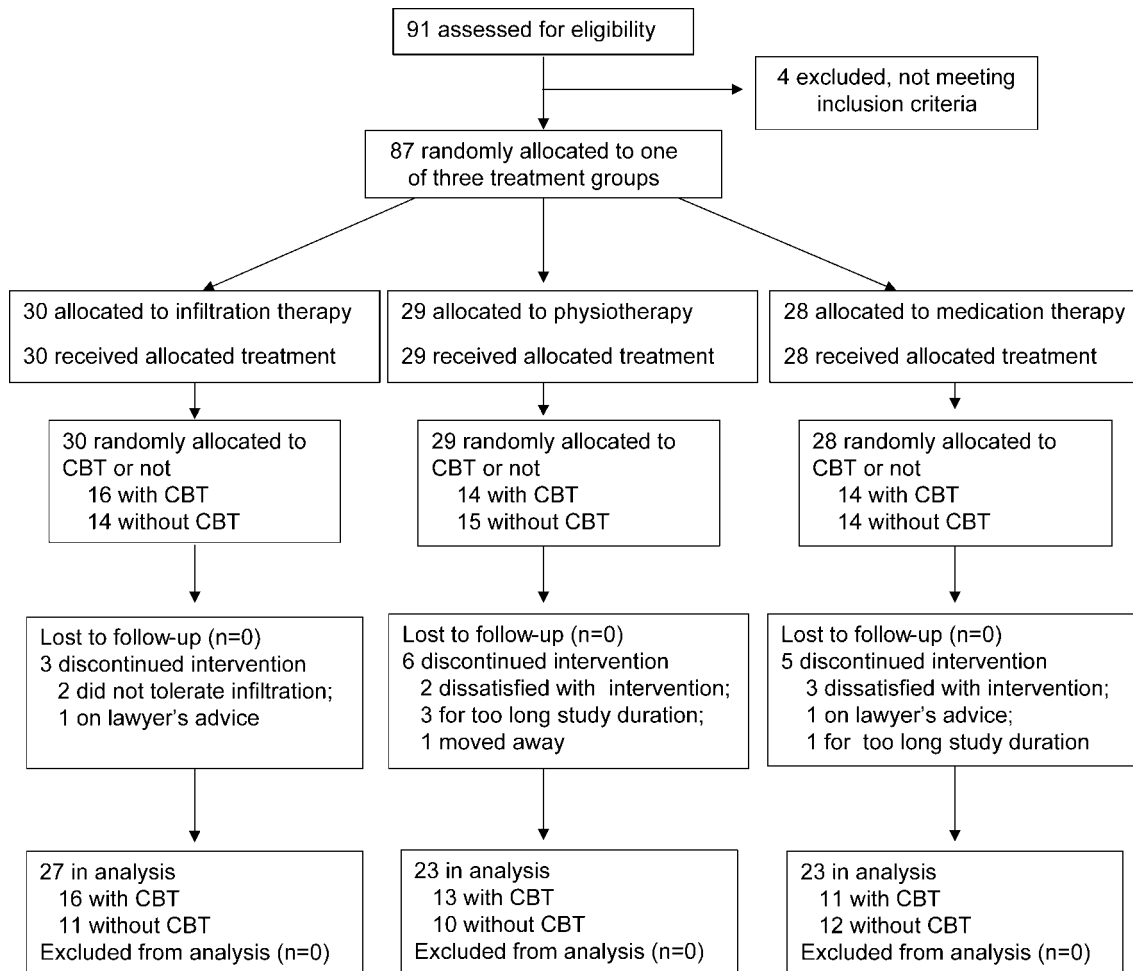 91 assessed for eligibility
4 excluded, not meeting
inclusion criteria
87 randomly allocated to one
of three treatment groups
30 allocated to infiltration therapy
30 received allocated treatment
29 allocated to physiotherapy
29 received allocated treatment
28 allocated to medication therapy
28 received allocated treatment
30 randomly allocated to
CBT or not
16 with CBT
14 without CBT
29 randomly allocated to
CBT or not
14 with CBT
15 without CBT
28 randomly allocated to
CBT or not
14 with CBT
14 without CBT
Lost to follow-up (n=0)
3 discontinued intervention
2 did not tolerate infiltration;
1 on lawyer's advice
Lost to follow-up (n=0)
6 discontinued intervention
2 dissatisfied with intervention;
3 for too long study duration;
1 moved away
Lost to follow-up (n=0)
5 discontinued intervention
3 dissatisfied with intervention;
1 on lawyer's advice;
1 for too long study duration
27 in analysis
16 with CBT
11 without CBT
Excluded from analysis (n=0)
23 in analysis
13 with CBT
10 without CBT
Excluded from analysis (n=0)
23 in analysis
11 with CBT
12 without CBT
Excluded from analysis (n=0)